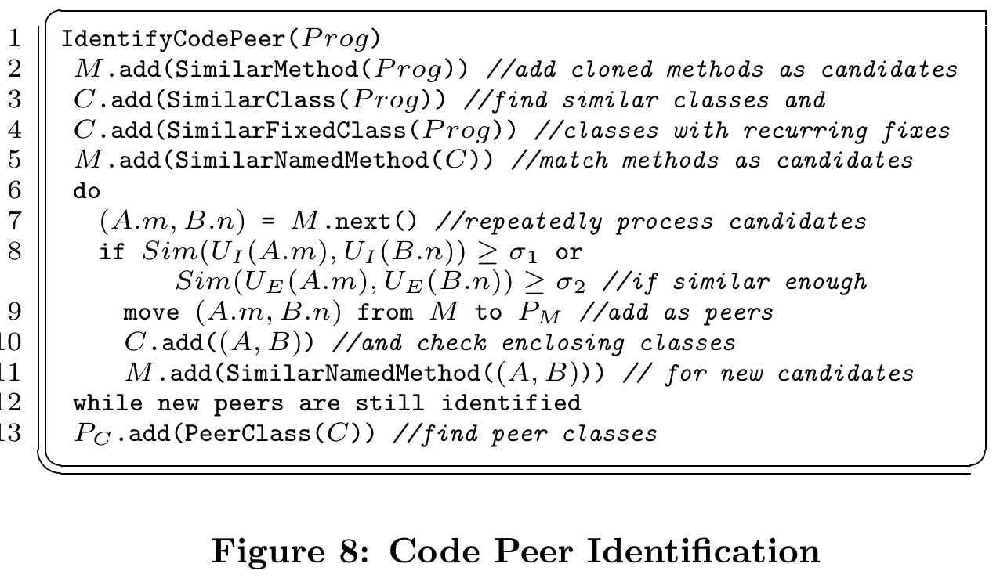 1 IdentifyCodePeer(Prog)
2 M.add(SimilarMethod(Prog)) //add cloned methods as candidates
3 C.add(SimilarClass(Prog)) //find similar classes and
4 C.add(SimilarFixedClass(Prog)) //classes with recurring fixes
5 M.add(SimilarNamedMethod(C)) //match methods as candidates
6 do
7 (A.m, B.n) = M.next() //repeatedly process candidates
8 if Sim(U_I(A.m), U_I(B.n)) ≥ σ_1 or
Sim(U_E(A.m), U_E(B.n)) ≥ σ_2 //if similar enough
9 move (A.m, B.n) from M to P_M //add as peers
10 C.add((A, B)) //and check enclosing classes
11 M.add(SimilarNamedMethod((A, B))) // for new candidates
12 while new peers are still identified
13 P_C.add(PeerClass(C)) //find peer classes
Figure 8: Code Peer Identification